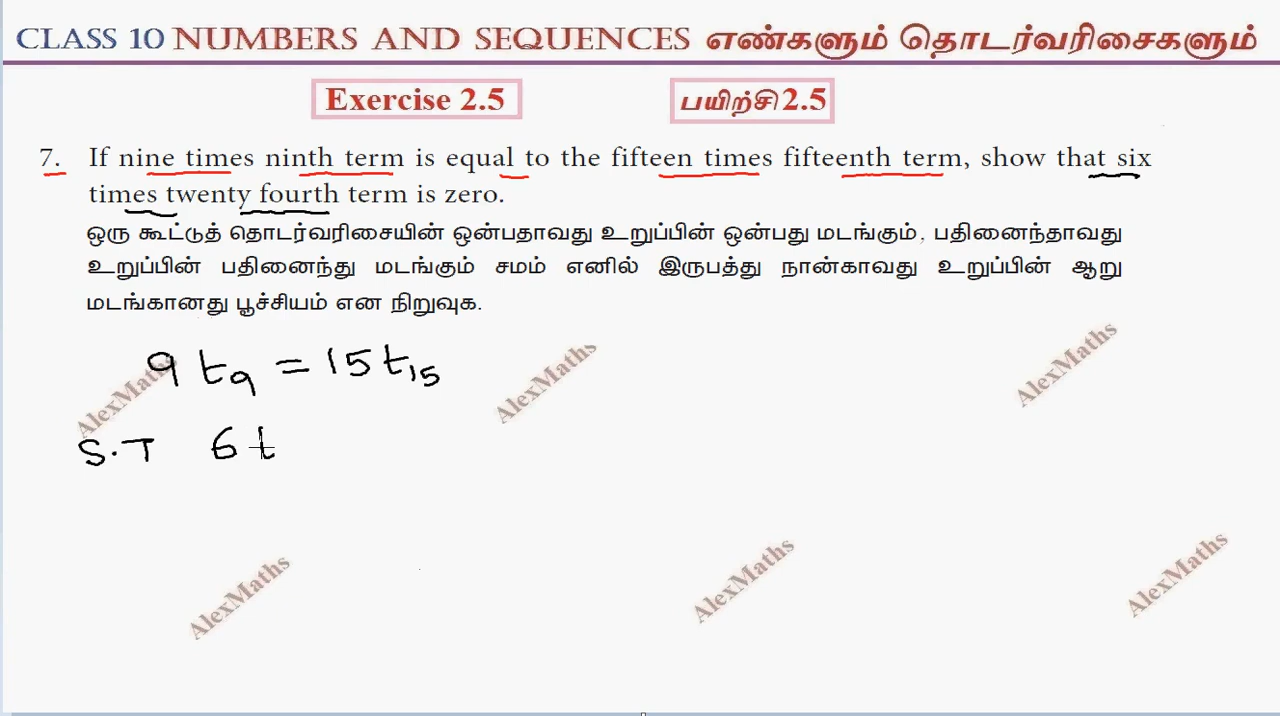 CLASS 10 NUMBERS AND SEQUENCES எண்களும் தொடர்வரிசைகளும்
Exercise 2.5 பயிற்சி 2.5
7. If nine times ninth term is equal to the fifteen times fifteenth term, show that six
times twenty fourth term is zero.
ஒரு கூட்டுத் தொடர்வரிசையின் ஒன்பதாவது உறுப்பின் ஒன்பது மடங்கும், பதினைந்தாவது
உறுப்பின் பதினைந்து மடங்கும் சமம் எனில் இருபத்து நான்காவது உறுப்பின் ஆறு
மடங்கானது பூச்சியம் என நிறுவுக.
9 t₉ = 15 t₁₅
S.T 6 t
AlexMaths
AlexMaths
AlexMaths
AlexMaths
AlexMaths
AlexMaths